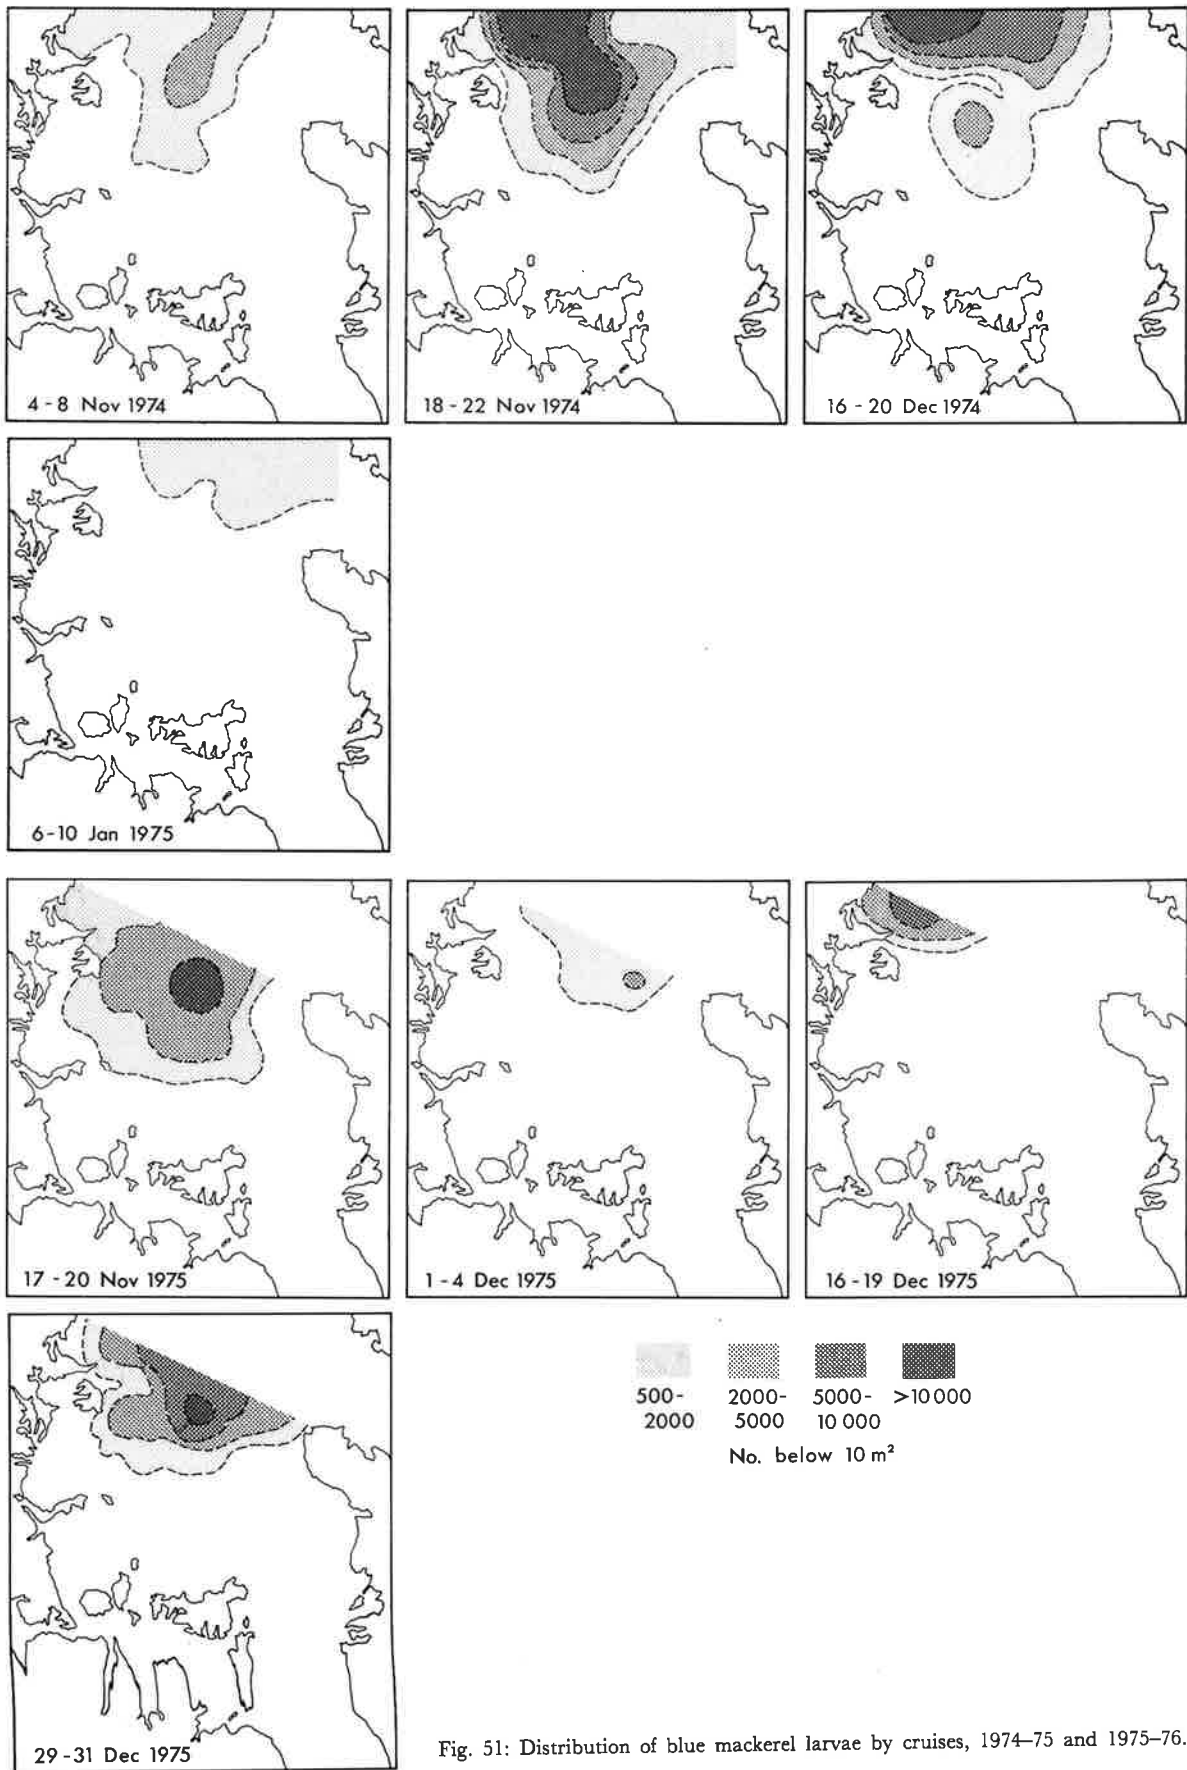 4-8 Nov 1974
18-22 Nov 1974
16-20 Dec 1974
6-10 Jan 1975
17-20 Nov 1975
1-4 Dec 1975
16-19 Dec 1975
29-31 Dec 1975
500-2000
2000-5000
5000-10 000
>10 000
No. below 10 m²
Fig. 51: Distribution of blue mackerel larvae by cruises, 1974–75 and 1975–76.